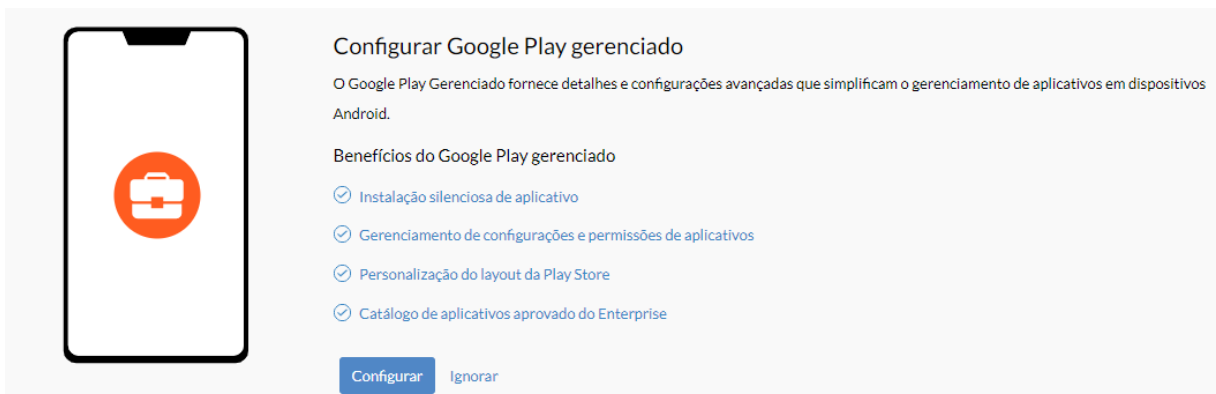 Configurar Google Play gerenciado
O Google Play Gerenciado fornece detalhes e configurações avançadas que simplificam o gerenciamento de aplicativos em dispositivos
Android.
Benefícios do Google Play gerenciado
Instalação silenciosa de aplicativo
Gerenciamento de configurações e permissões de aplicativos
Personalização do layout da Play Store
Catálogo de aplicativos aprovado do Enterprise
Configurar Ignorar